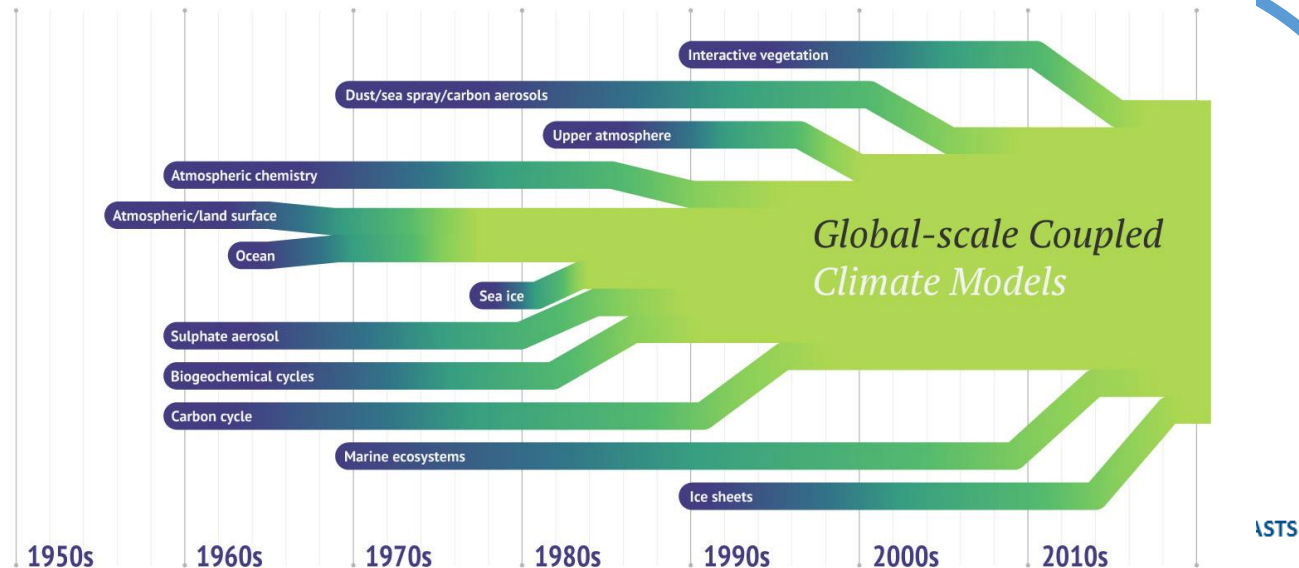 Interactive vegetation
Dust/sea spray/carbon aerosols
Upper atmosphere
Atmospheric chemistry
Atmospheric/land surface
Ocean
Global-scale Coupled
Climate Models
Sea ice
Sulphate aerosol
Biogeochemical cycles
Carbon cycle
Marine ecosystems
Ice sheets
1950s 1960s 1970s 1980s 1990s 2000s 2010s